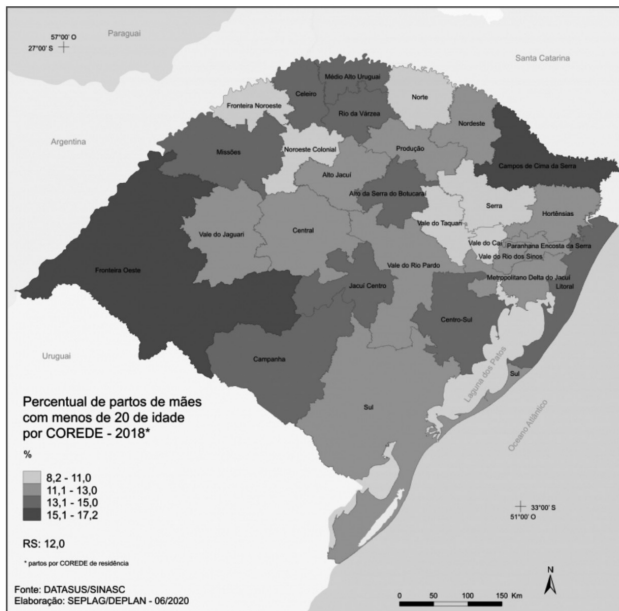 Paraguai
57°00' O
27°00' S
Santa Catarina
Argentina
Uruguai
Médio Alto Uruguai
Celeiro
Norte
Fronteira Noroeste
Rio da Várzea
Nordeste
Missões
Noroeste Colonial
Produção
Campos de Cima da Serra
Alto Jacuí
Alto da Serra do Botucaraí
Serra
Hortênsias
Vale do Taquari
Vale do Jaguari
Central
Vale do Caí
Paranhana Encosta da Serra
Vale do Rio dos Sinos
Fronteira Oeste
Vale do Rio Pardo
Metropolitano Delta do Jacuí
Jacuí Centro
Litoral
Centro-Sul
Campanha
Laguna dos Patos
Sul
Sul
Oceano Atlântico
Percentual de partos de mães
com menos de 20 de idade
por COREDE - 2018*
%
8,2 - 11,0
11,1 - 13,0
13,1 - 15,0
15,1 - 17,2
RS: 12,0
* partos por COREDE de residência
33°00' S
51°00' O
N
0 50 100 150 Km
Fonte: DATASUS/SINASC
Elaboração: SEPLAG/DEPLAN - 06/2020